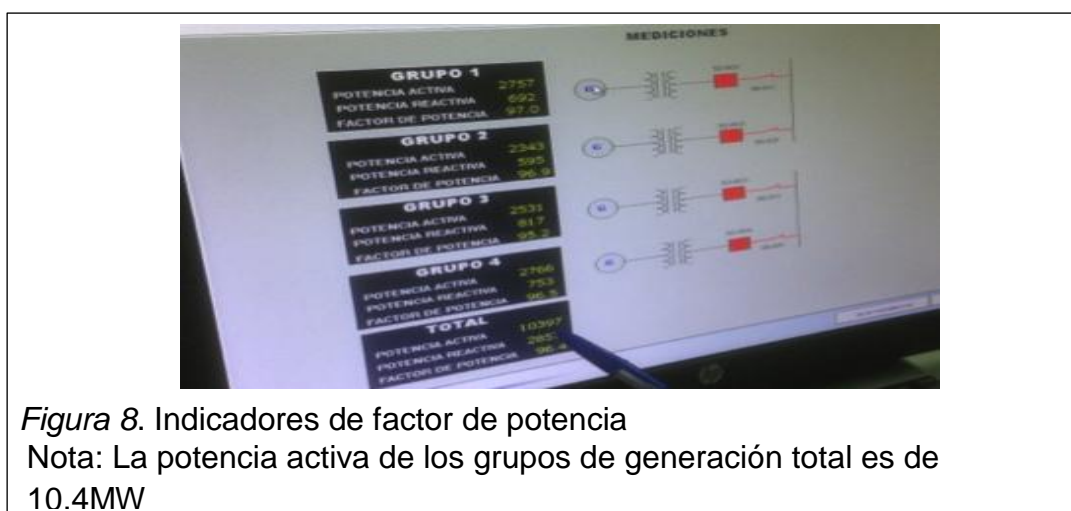 MEDICIONES
GRUPO 1
POTENCIA ACTIVA 2757
POTENCIA REACTIVA 692
FACTOR DE POTENCIA 97.0
GRUPO 2
POTENCIA ACTIVA 2343
POTENCIA REACTIVA 595
FACTOR DE POTENCIA 96.9
GRUPO 3
POTENCIA ACTIVA 2531
POTENCIA REACTIVA 817
FACTOR DE POTENCIA 95.2
GRUPO 4
POTENCIA ACTIVA 2766
POTENCIA REACTIVA 753
FACTOR DE POTENCIA 96.5
TOTAL
POTENCIA ACTIVA 10397
POTENCIA REACTIVA
FACTOR DE POTENCIA 96.4
Figura 8. Indicadores de factor de potencia
Nota: La potencia activa de los grupos de generación total es de
10.4MW